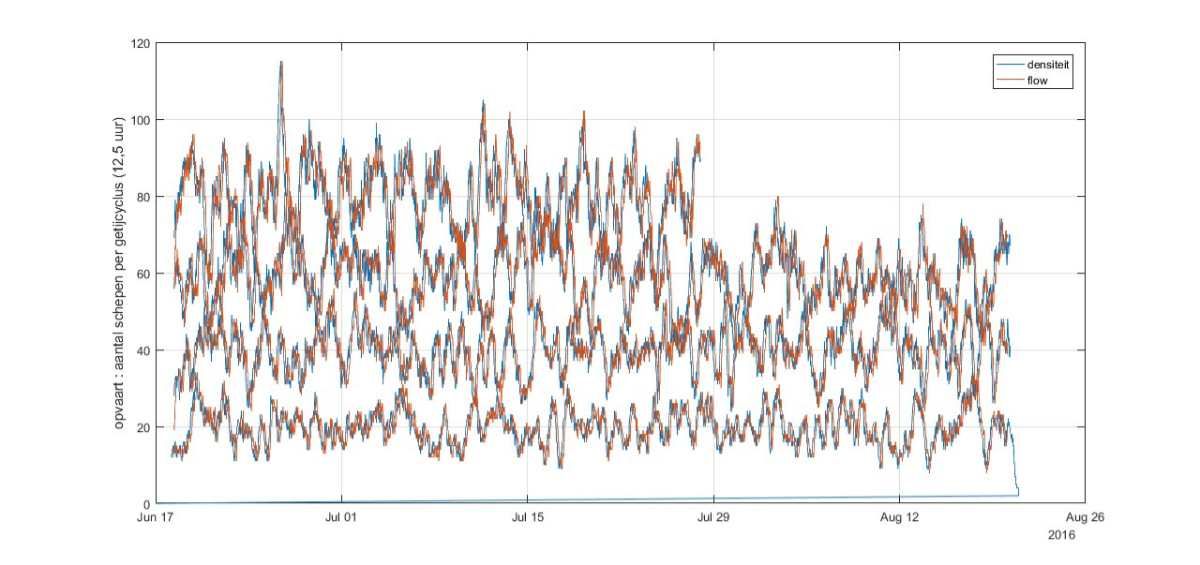 120
100
80
60
40
20
0
opvaart : aantal schepen per getijcyclus (12,5 uur)
densiteit
flow
Jun 17
Jul 01
Jul 15
Jul 29
Aug 12
Aug 26
2016